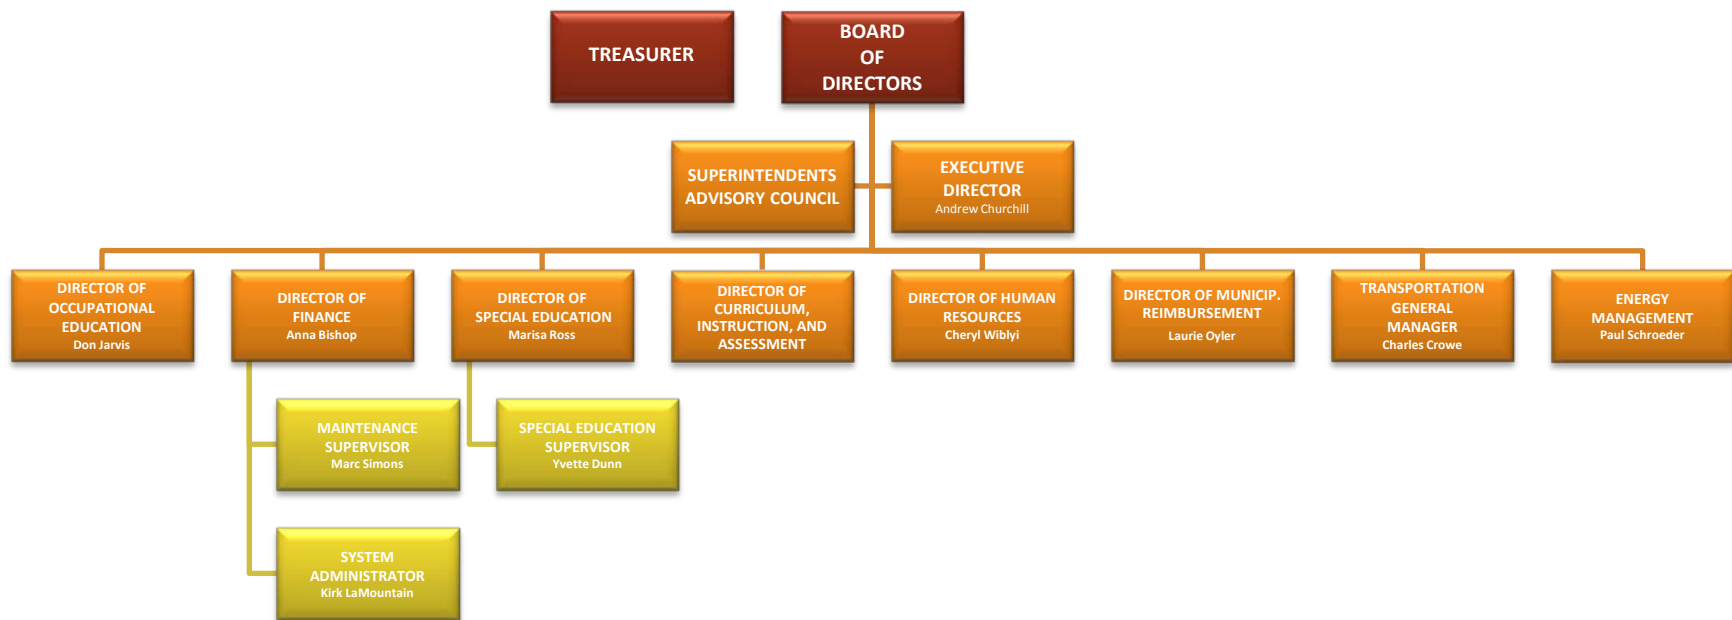 TREASURER
BOARD
OF
DIRECTORS
SUPERINTENDENTS
ADVISORY COUNCIL
EXECUTIVE
DIRECTOR
Andrew Churchill
DIRECTOR OF
OCCUPATIONAL
EDUCATION
Don Jarvis
DIRECTOR OF
FINANCE
Anna Bishop
DIRECTOR OF
SPECIAL EDUCATION
Marisa Ross
DIRECTOR OF
CURRICULUM,
INSTRUCTION, AND
ASSESSMENT
DIRECTOR OF HUMAN
RESOURCES
Cheryl Wiblyi
DIRECTOR OF MUNICIP.
REIMBURSEMENT
Laurie Oyler
TRANSPORTATION
GENERAL
MANAGER
Charles Crowe
ENERGY
MANAGEMENT
Paul Schroeder
MAINTENANCE
SUPERVISOR
Marc Simons
SPECIAL EDUCATION
SUPERVISOR
Yvette Dunn
SYSTEM
ADMINISTRATOR
Kirk LaMountain